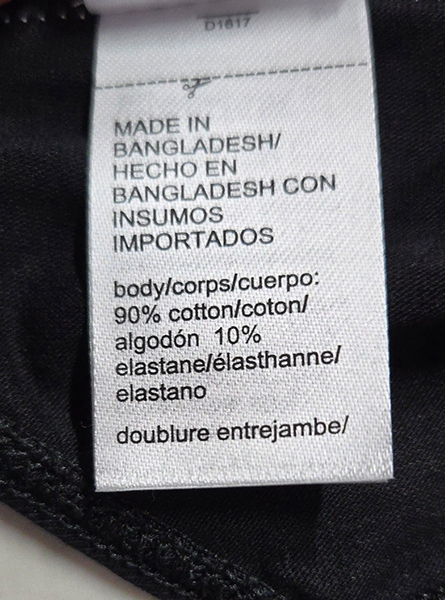 D1617
MADE IN
BANGLADESH/
HECHO EN
BANGLADESH CON
INSUMOS
IMPORTADOS
body/corps/cuerpo:
90% cotton/coton/
algodón 10%
elastane/élasthanne/
elastano
doublure entrejambe/